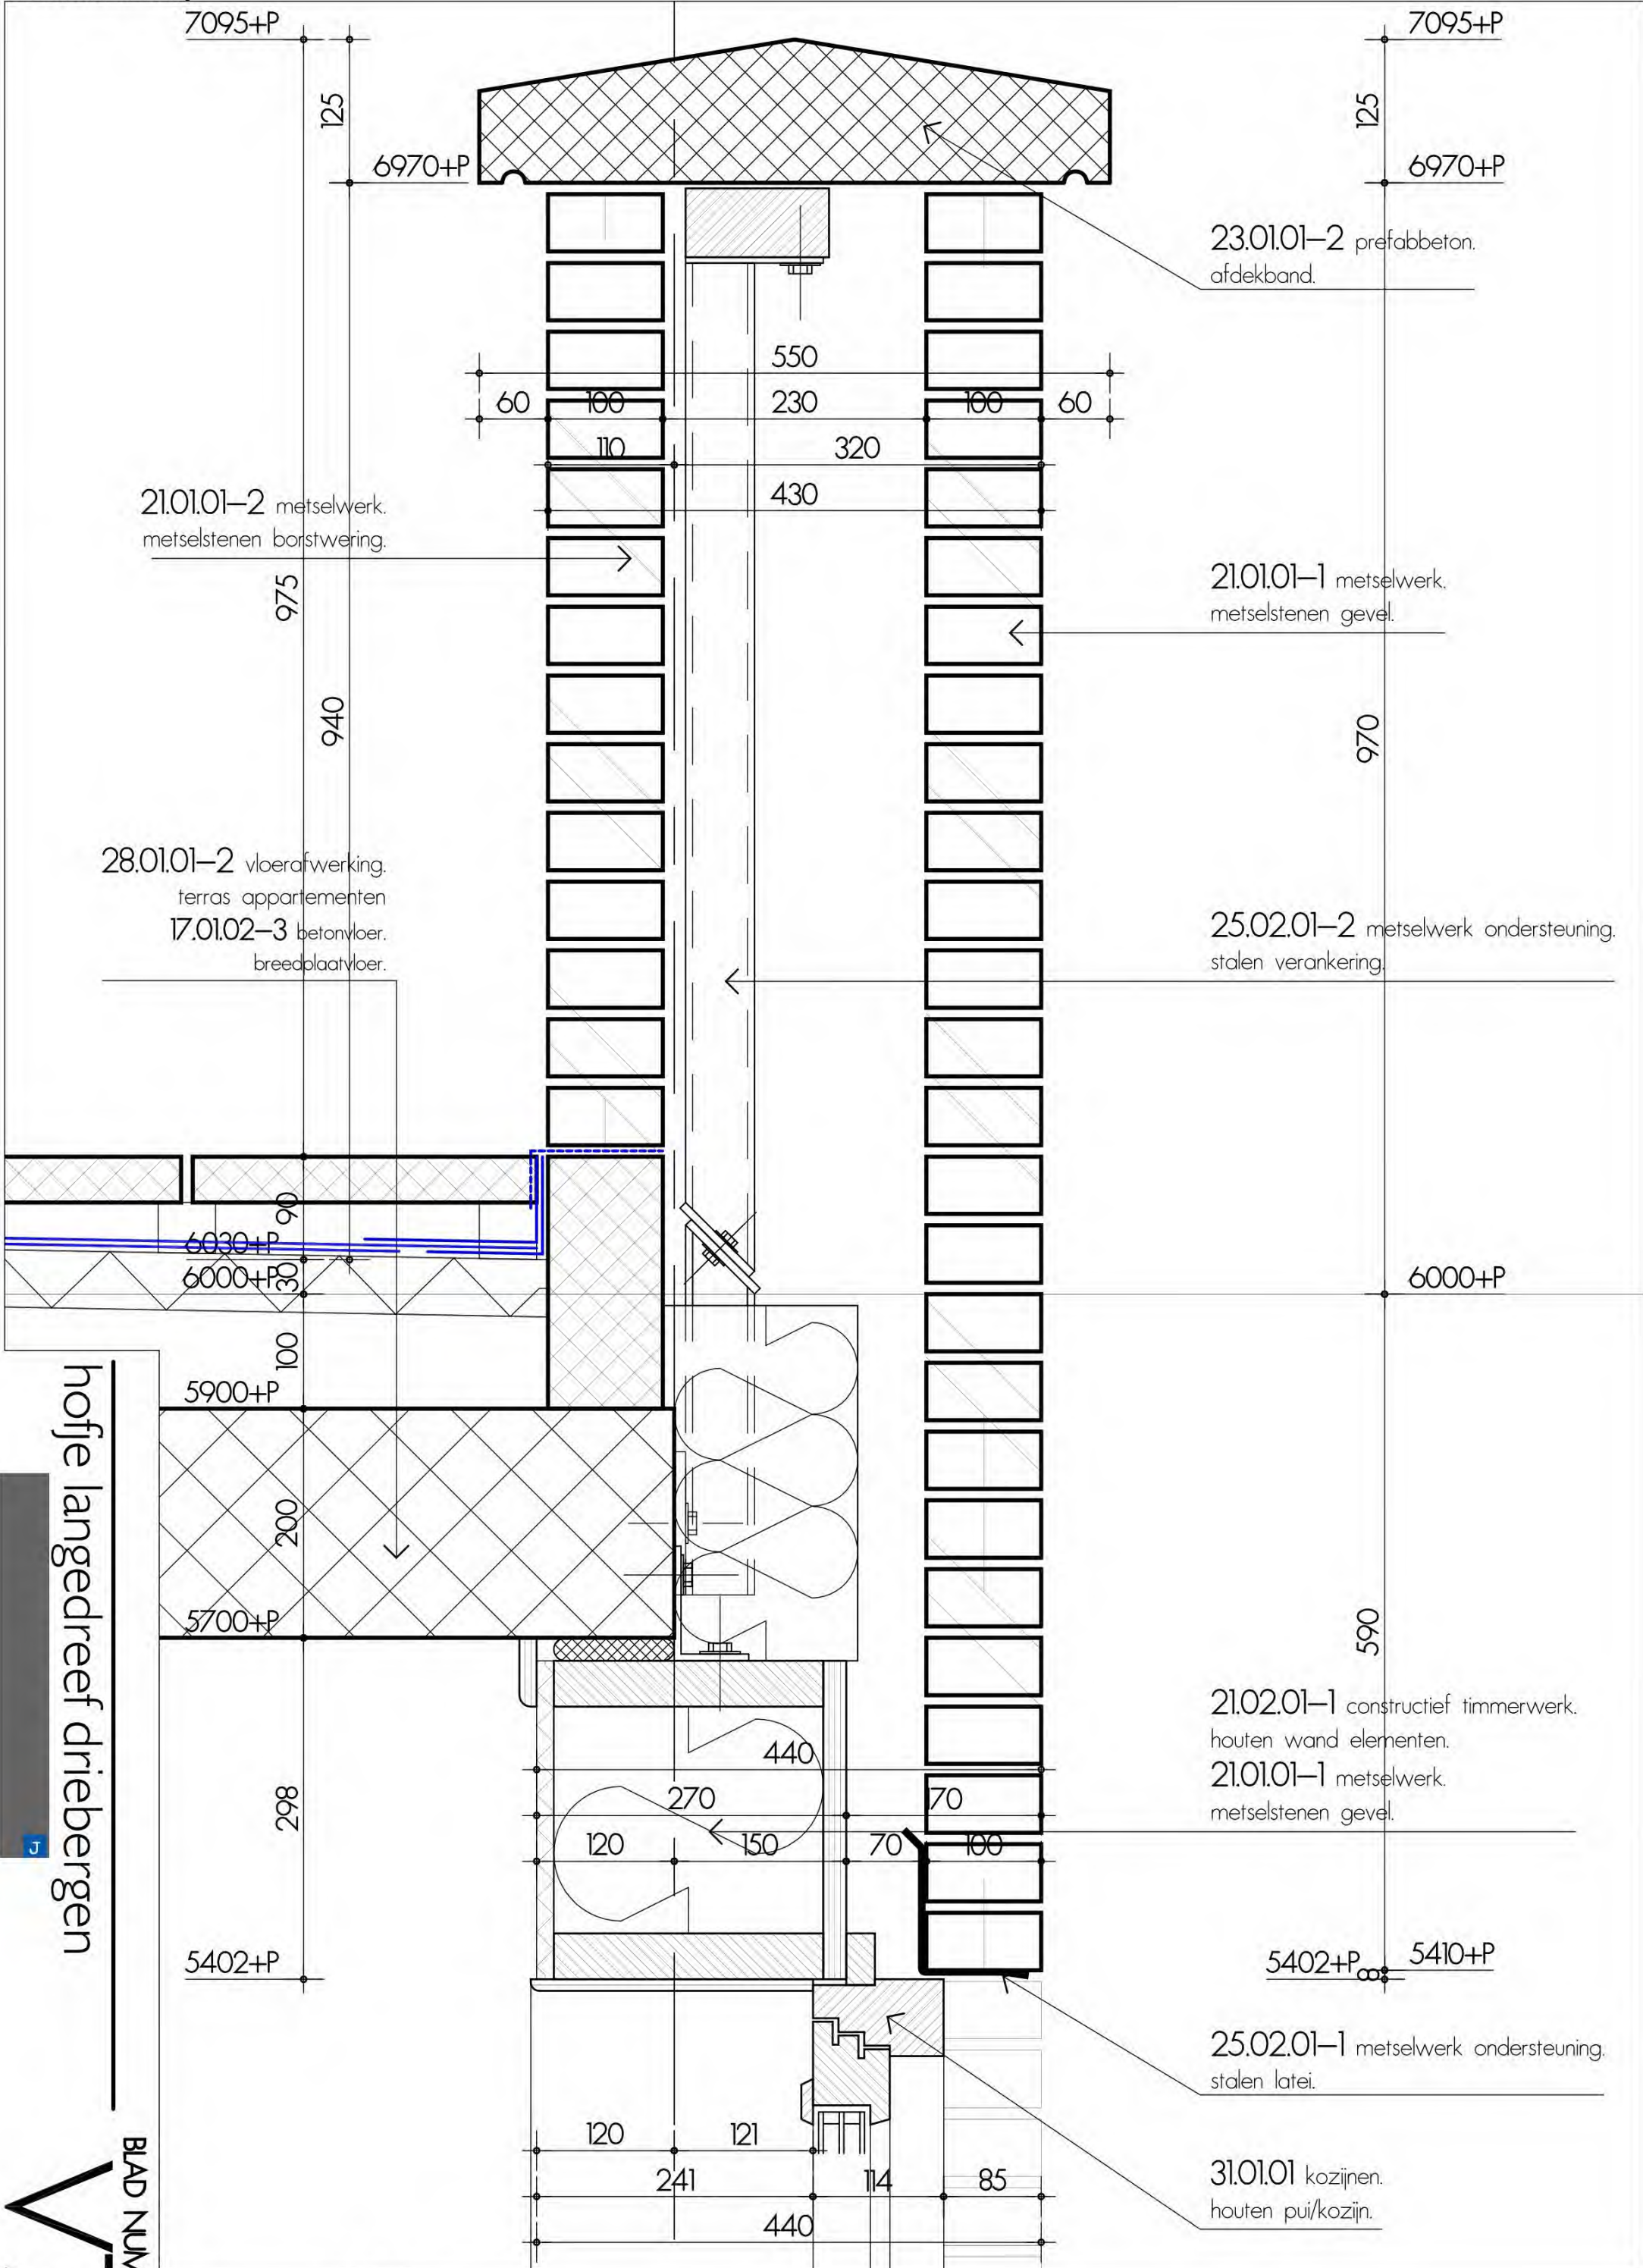 7095+P
7095+P
125
125
6970+P
6970+P
23.01.01–2 prefabbeton.
afdekband.
550
60 100 230 100 60
110 320
430
21.01.01–2 metselwerk.
metselstenen borstwering.
21.01.01–1 metselwerk.
metselstenen gevel.
975
940
970
28.01.01–2 vloerafwerking.
terras appartementen
17.01.02–3 betonvloer.
breedplaatvloer.
25.02.01–2 metselwerk ondersteuning.
stalen verankering.
90
6030+P
6000+P
30
6000+P
100
5900+P
200
5700+P
590
298
21.02.01–1 constructief timmerwerk.
houten wand elementen.
21.01.01–1 metselwerk.
metselstenen gevel.
440
270 170
120 150 70 100
5402+P
5402+P
8
5410+P
25.02.01–1 metselwerk ondersteuning.
stalen latei.
31.01.01 kozijnen.
houten pui/kozijn.
120 121
241 114 85
440
hofje langedreef driebergen
J
BLAD NUM